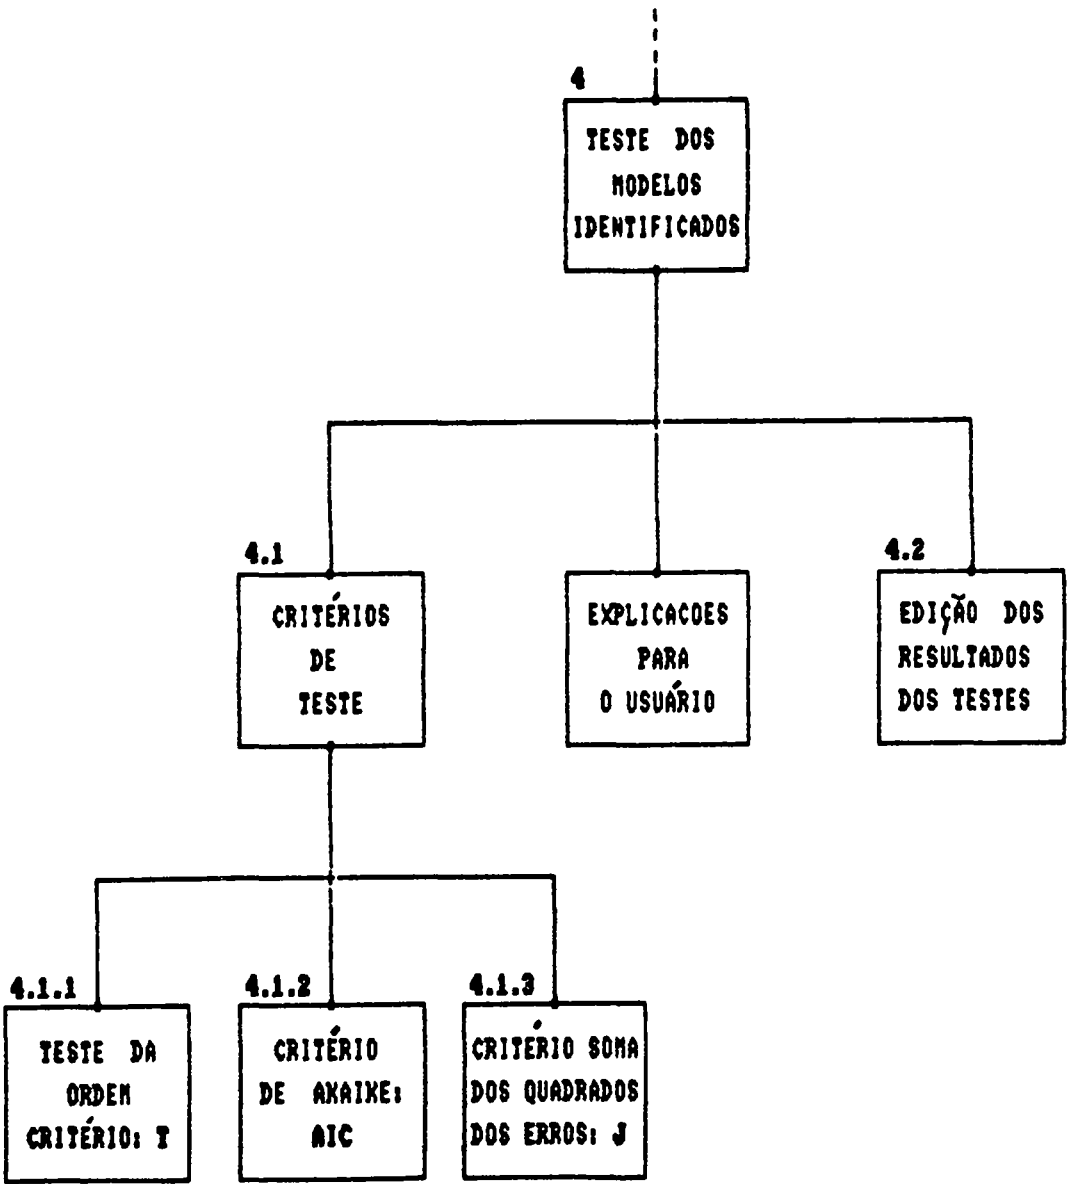 4
TESTE DOS
MODELOS
IDENTIFICADOS
4.1
CRITÉRIOS
DE
TESTE
EXPLICACOES
PARA
O USUÁRIO
4.2
EDIÇÃO DOS
RESULTADOS
DOS TESTES
4.1.1
TESTE DA
ORDEM
CRITÉRIO: T
4.1.2
CRITÉRIO
DE AKAIKE:
AIC
4.1.3
CRITÉRIO SOMA
DOS QUADRADOS
DOS ERROS: J